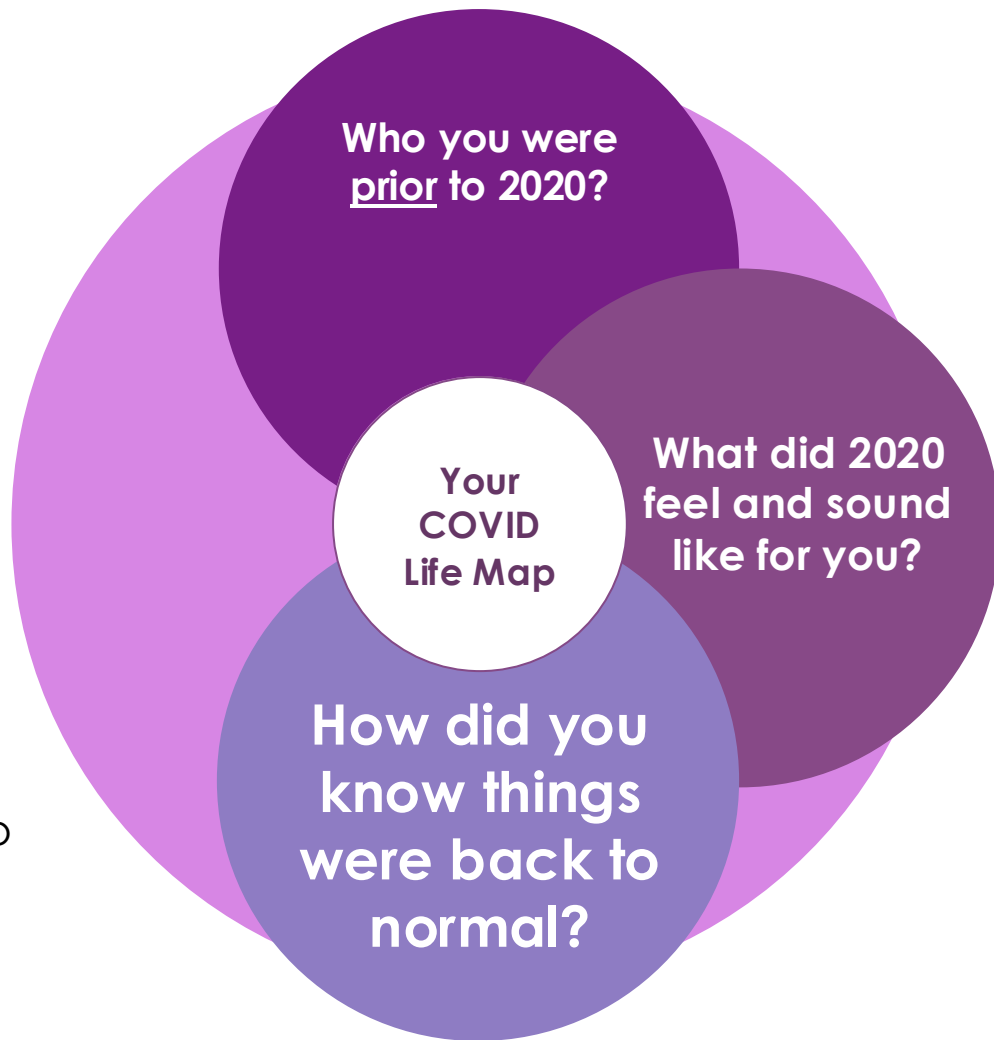 Who you were
prior to 2020?
What did 2020
feel and sound
like for you?
Your
COVID
Life Map
How did you
know things
were back to
normal?
o